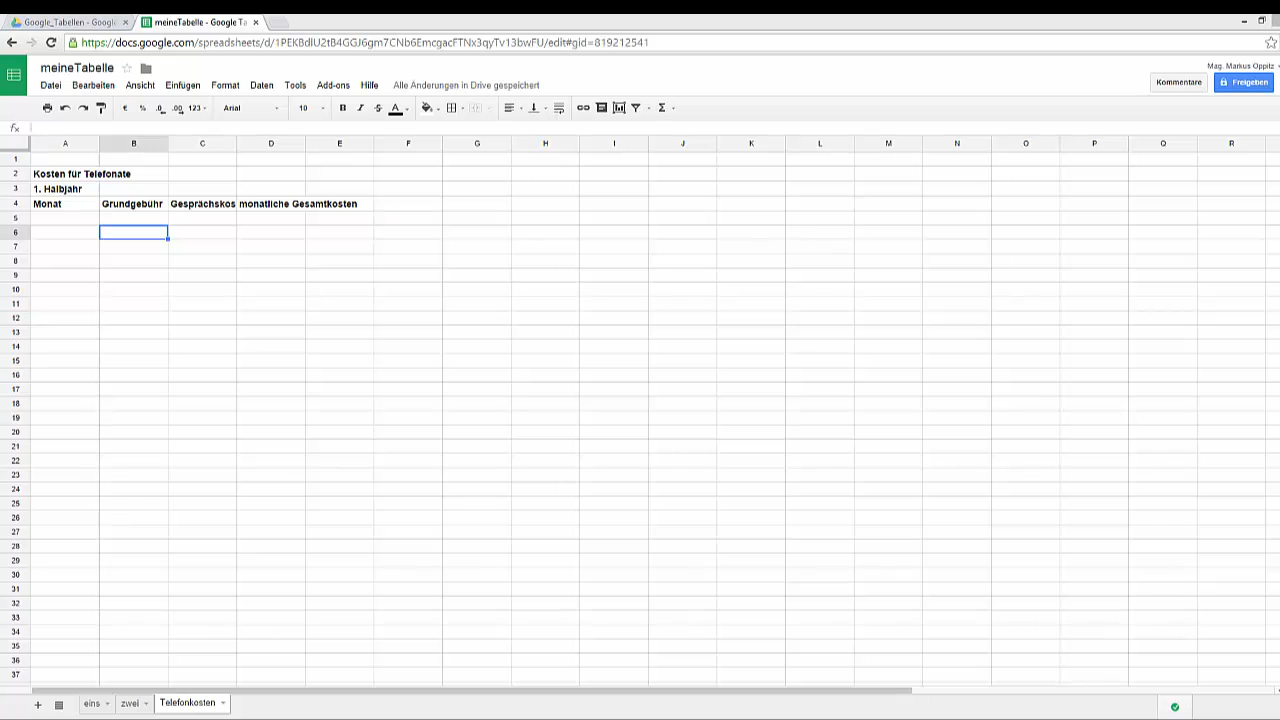 Google_Tabellen - Google
meineTabelle - Google Ta
https://docs.google.com/spreadsheets/d/1PEKBdlU2tB4GGJ6gm7CNb6EmcgacFTNx3qyTv13bwFU/edit#gid=819212541
meineTabelle
Mag. Markus Oppitz
Datei Bearbeiten Ansicht Einfügen Format Daten Tools Add-ons Hilfe Alle Änderungen in Drive gespeichert
Kommentare Freigeben
€ % .0 .00 123 Arial 10 B I S A Σ
fx
A B C D E F G H I J K L M N O P Q R
1
2 Kosten für Telefonate
3 1. Halbjahr
4 Monat Grundgebühr Gesprächskos monatliche Gesamtkosten
5
6
7
8
9
10
11
12
13
14
15
16
17
18
19
20
21
22
23
24
25
26
27
28
29
30
31
32
33
34
35
36
37
+ eins zwei Telefonkosten